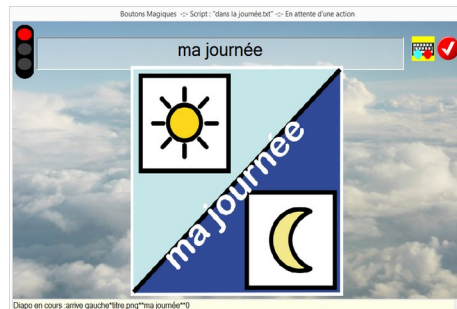 Boutons Magiques -:- Script : "dans la journée.txt" -:- En attente d'une action
ma journée
ma journée
Diapo en cours :arrive gauche*titre.png**ma journée**0